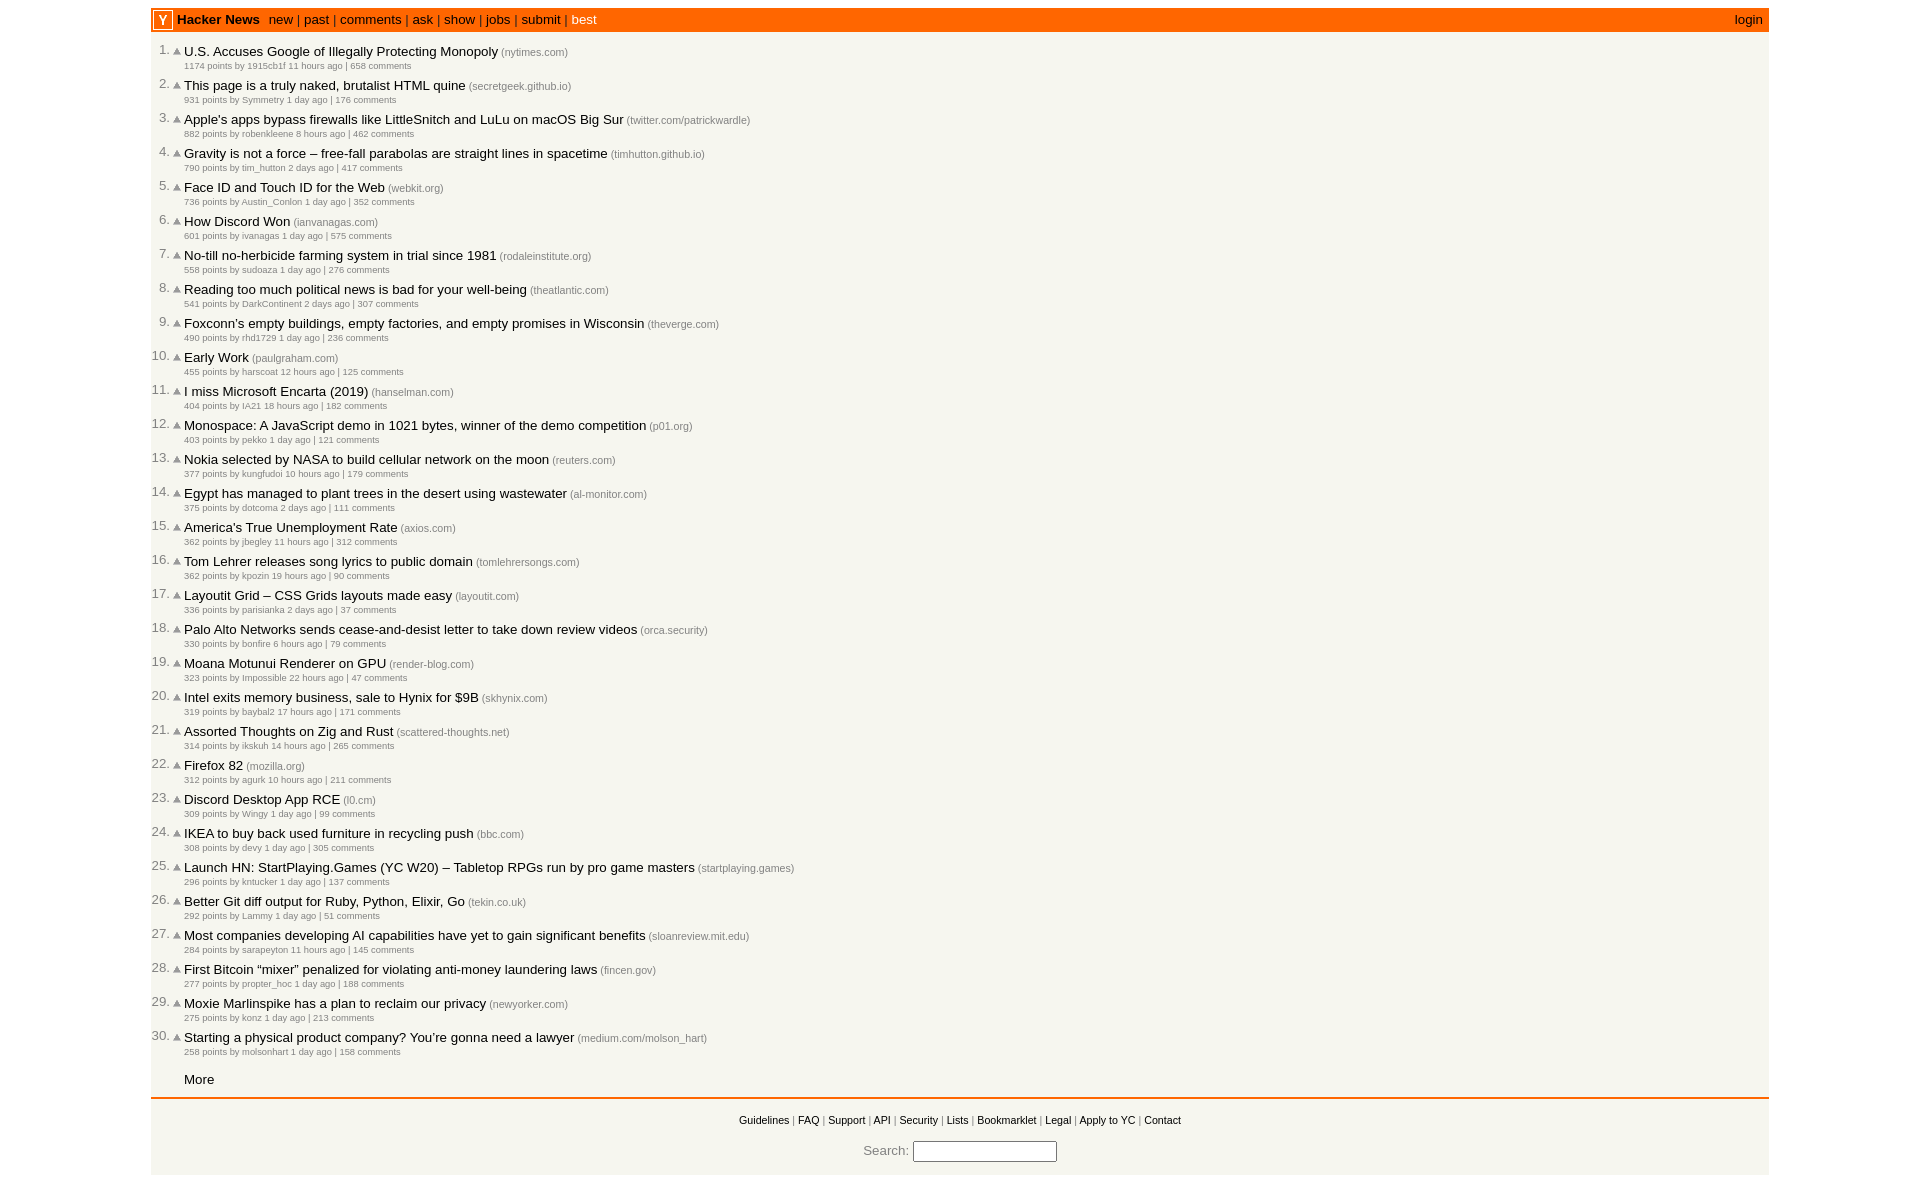 Y Hacker News new | past | comments | ask | show | jobs | submit | best login
1. U.S. Accuses Google of Illegally Protecting Monopoly (nytimes.com)
1174 points by 1915cb1f 11 hours ago | 658 comments
2. This page is a truly naked, brutalist HTML quine (secretgeek.github.io)
931 points by Symmetry 1 day ago | 176 comments
3. Apple's apps bypass firewalls like LittleSnitch and LuLu on macOS Big Sur (twitter.com/patrickwardle)
882 points by robenkleene 8 hours ago | 462 comments
4. Gravity is not a force – free-fall parabolas are straight lines in spacetime (timhutton.github.io)
790 points by tim_hutton 2 days ago | 417 comments
5. Face ID and Touch ID for the Web (webkit.org)
736 points by Austin_Conlon 1 day ago | 352 comments
6. How Discord Won (ianvanagas.com)
601 points by ivanagas 1 day ago | 575 comments
7. No-till no-herbicide farming system in trial since 1981 (rodaleinstitute.org)
558 points by sudoaza 1 day ago | 276 comments
8. Reading too much political news is bad for your well-being (theatlantic.com)
541 points by DarkContinent 2 days ago | 307 comments
9. Foxconn’s empty buildings, empty factories, and empty promises in Wisconsin (theverge.com)
490 points by rhd1729 1 day ago | 236 comments
10. Early Work (paulgraham.com)
455 points by harscoat 12 hours ago | 125 comments
11. I miss Microsoft Encarta (2019) (hanselman.com)
404 points by IA21 18 hours ago | 182 comments
12. Monospace: A JavaScript demo in 1021 bytes, winner of the demo competition (p01.org)
403 points by pekko 1 day ago | 121 comments
13. Nokia selected by NASA to build cellular network on the moon (reuters.com)
377 points by kungfudoi 10 hours ago | 179 comments
14. Egypt has managed to plant trees in the desert using wastewater (al-monitor.com)
375 points by dotcoma 2 days ago | 111 comments
15. America's True Unemployment Rate (axios.com)
362 points by jbegley 11 hours ago | 312 comments
16. Tom Lehrer releases song lyrics to public domain (tomlehrersongs.com)
362 points by kpozin 19 hours ago | 90 comments
17. Layoutit Grid – CSS Grids layouts made easy (layoutit.com)
336 points by parisianka 2 days ago | 37 comments
18. Palo Alto Networks sends cease-and-desist letter to take down review videos (orca.security)
330 points by bonfire 6 hours ago | 79 comments
19. Moana Motunui Renderer on GPU (render-blog.com)
323 points by Impossible 22 hours ago | 47 comments
20. Intel exits memory business, sale to Hynix for $9B (skhynix.com)
319 points by baybal2 17 hours ago | 171 comments
21. Assorted Thoughts on Zig and Rust (scattered-thoughts.net)
314 points by ikskuh 14 hours ago | 265 comments
22. Firefox 82 (mozilla.org)
312 points by agurk 10 hours ago | 211 comments
23. Discord Desktop App RCE (l0.cm)
309 points by Wingy 1 day ago | 99 comments
24. IKEA to buy back used furniture in recycling push (bbc.com)
308 points by devy 1 day ago | 305 comments
25. Launch HN: StartPlaying.Games (YC W20) – Tabletop RPGs run by pro game masters (startplaying.games)
296 points by kntucker 1 day ago | 137 comments
26. Better Git diff output for Ruby, Python, Elixir, Go (tekin.co.uk)
292 points by Lammy 1 day ago | 51 comments
27. Most companies developing AI capabilities have yet to gain significant benefits (sloanreview.mit.edu)
284 points by sarapeyton 11 hours ago | 145 comments
28. First Bitcoin “mixer” penalized for violating anti-money laundering laws (fincen.gov)
277 points by propter_hoc 1 day ago | 188 comments
29. Moxie Marlinspike has a plan to reclaim our privacy (newyorker.com)
275 points by konz 1 day ago | 213 comments
30. Starting a physical product company? You’re gonna need a lawyer (medium.com/molson_hart)
258 points by molsonhart 1 day ago | 158 comments
More
Guidelines | FAQ | Support | API | Security | Lists | Bookmarklet | Legal | Apply to YC | Contact
Search: